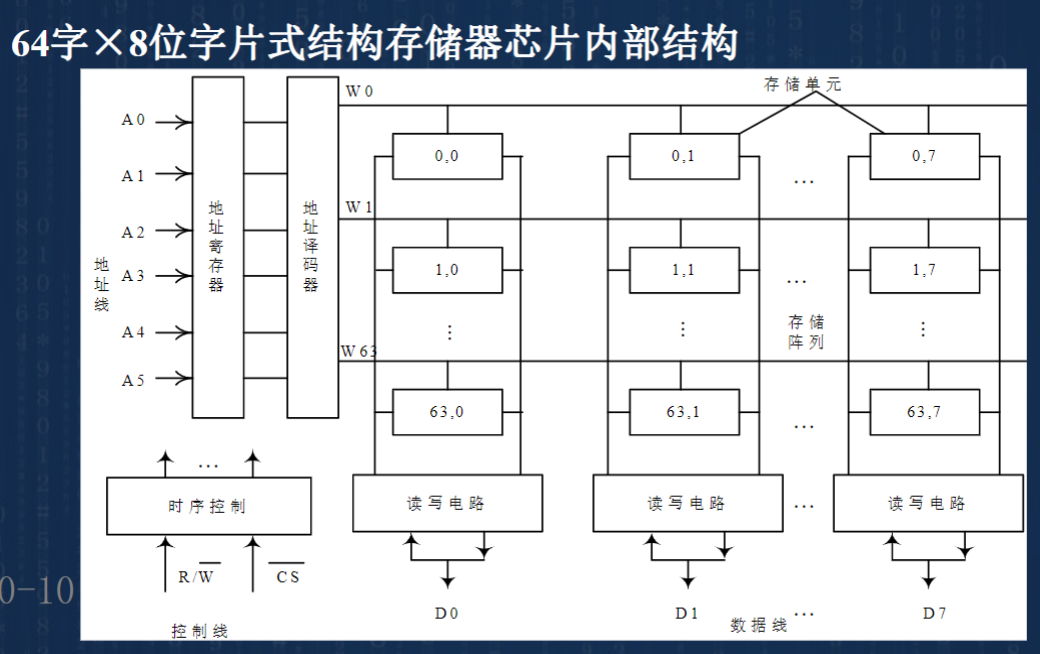 64字×8位字片式结构存储器芯片内部结构
W0
存储单元
A0
0,0
0,1
0,7
A1
…
W1
地址寄存器
地址译码器
A2
地址线
A3
1,0
1,1
1,7
…
⋮
⋮
⋮
存储
阵列
A4
W63
A5
63,0
63,1
63,7
…
…
时序控制
读写电路
读写电路
…
读写电路
R/W̅
C̅S̅
0-10
D0
D1
…
D7
控制线
数据线